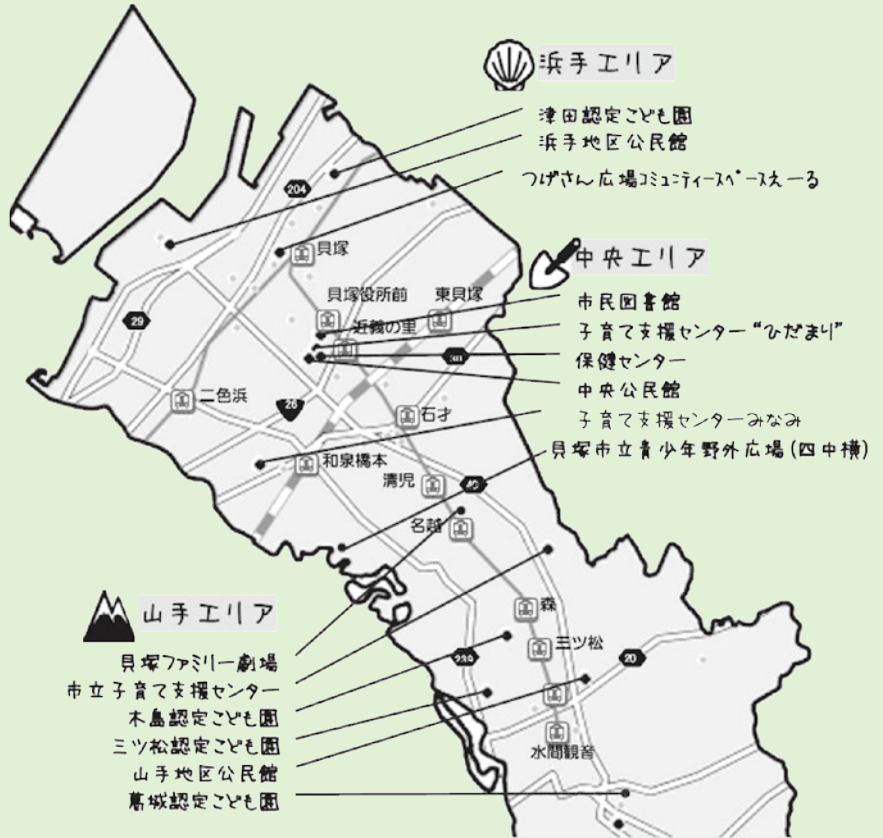 浜手エリア
津田認定こども園
浜手地区公民館
つげさん広場コミュニティースペースえーる
204
貝塚
中央エリア
貝塚役所前
東貝塚
市民図書館
子育て支援センター“ひだまり”
29
近義の里
保健センター
中央公民館
二色浜
28
石才
子育て支援センターみなみ
貝塚市立青少年野外広場(四中横)
和泉橋本
清児
40
名越
山手エリア
森
貝塚ファミリー劇場
239
三ツ松
20
市立子育て支援センター
木島認定こども園
三ツ松認定こども園
水間観音
山手地区公民館
葛城認定こども園